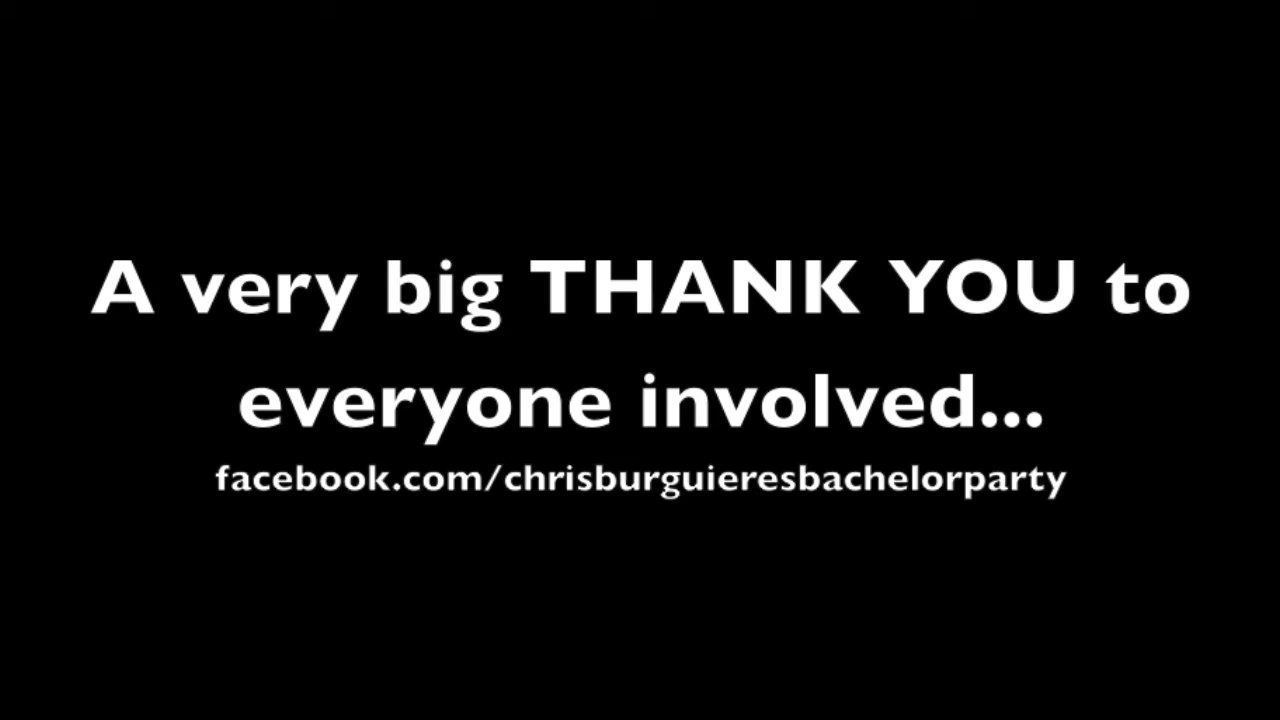 A very big THANK YOU to
everyone involved...
facebook.com/chrisburguieresbachelorparty